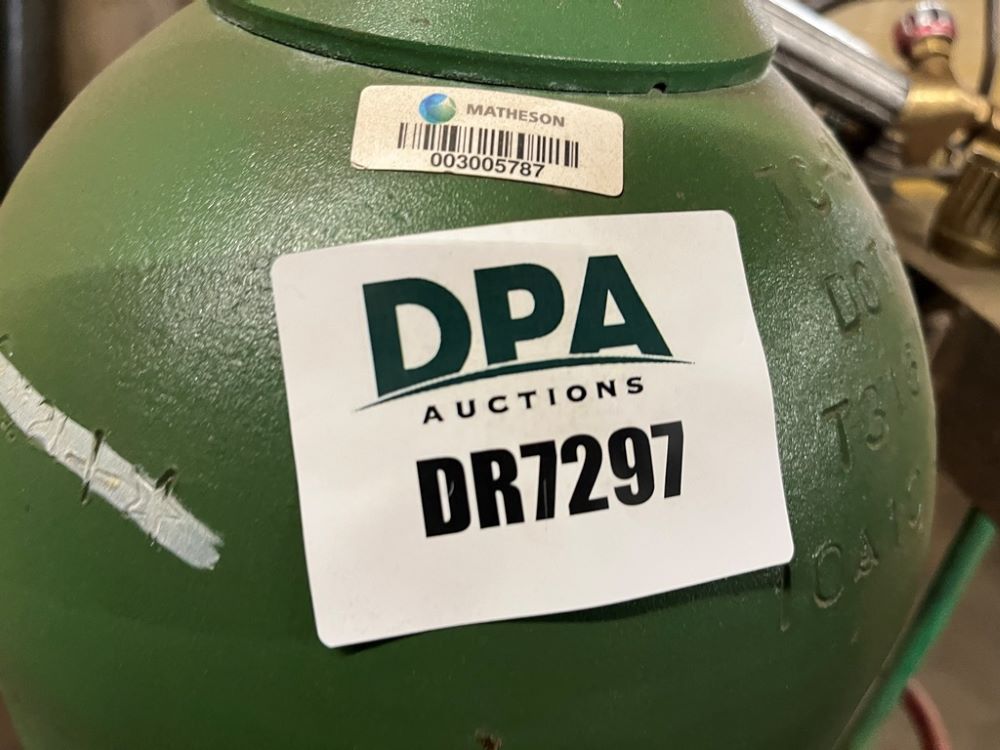 MATHESON
003005787
DPA
AUCTIONS
DR7297